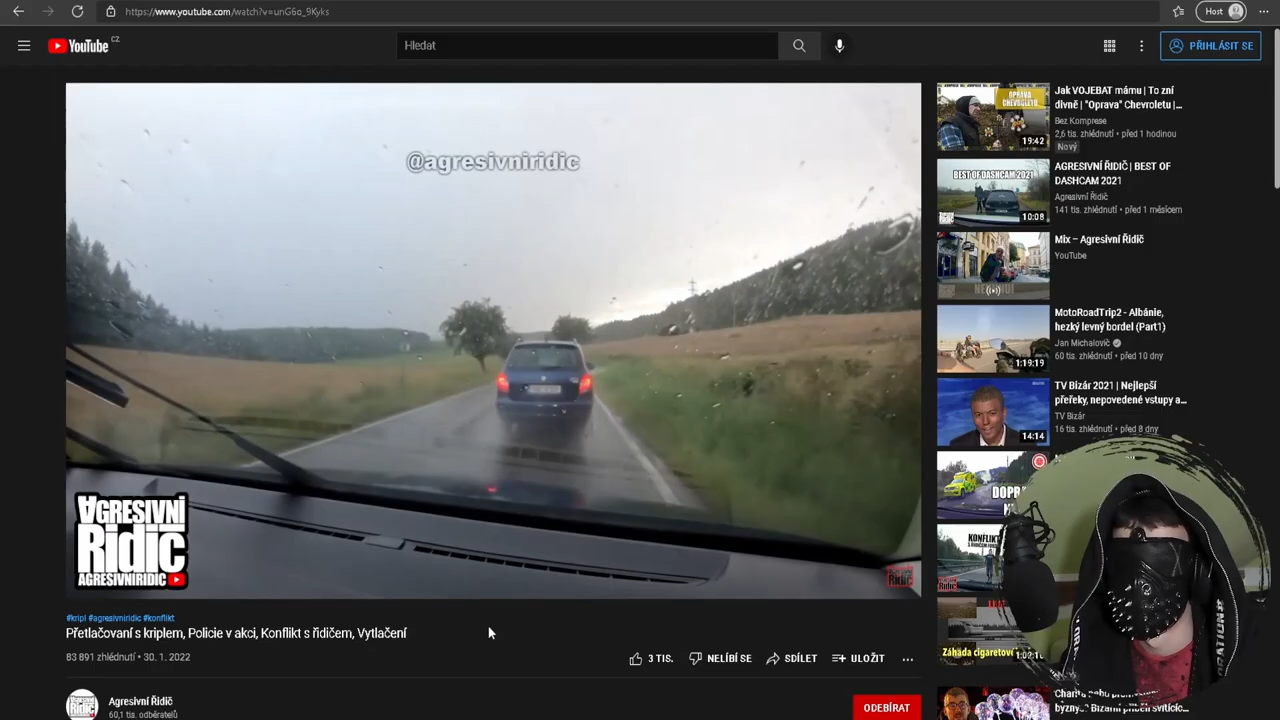 https://www.youtube.com/watch?v=unG6o_9Kyks
Host
YouTube CZ
Hledat
PŘIHLÁSIT SE
@agresivniridic
AGRESIVNÍ
ŘIDIČ
AGRESIVNIRIDIC
#kripl #agresivniridic #konflikt
Přetlačovaní s kriplem, Policie v akci, Konflikt s řidičem, Vytlačení
83 891 zhlédnutí • 30. 1. 2022
3 TIS.
NELÍBÍ SE
SDÍLET
ULOŽIT
Agresivní Řidič
60,1 tis. odběratelů
ODEBÍRAT
OPRAVA
CHEVROLETU
19:42
Jak VOJEBAT mámu | To zní
divně | "Oprava" Chevroletu |...
Bez Komprese
2,6 tis. zhlédnutí • před 1 hodinou
Nový
BEST OF DASHCAM 2021
10:08
AGRESIVNÍ ŘIDIČ | BEST OF
DASHCAM 2021
Agresivní Řidič
141 tis. zhlédnutí • před 1 měsícem
Mix – Agresivní Řidič
YouTube
1:19:19
MotoRoadTrip2 - Albánie,
hezký levný bordel (Part1)
Jan Michalovič
60 tis. zhlédnutí • před 10 dny
14:14
TV Bizár 2021 | Nejlepší
přeřeky, nepovedené vstupy a...
TV Bizár
16 tis. zhlédnutí • před 8 dny
KONFLIKT
Záhada cigaretoví